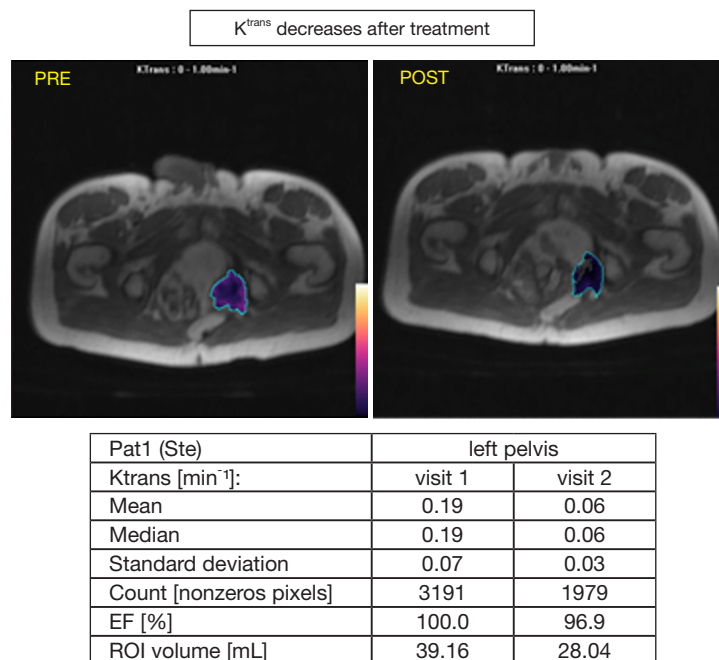 K^trans decreases after treatment
PRE
KTrans : 0 - 1.00min-1
POST
KTrans : 0 - 1.00min-1
Pat1 (Ste) left pelvis
Ktrans [min⁻¹]: visit 1 visit 2
Mean 0.19 0.06
Median 0.19 0.06
Standard deviation 0.07 0.03
Count [nonzeros pixels] 3191 1979
EF [%] 100.0 96.9
ROI volume [mL] 39.16 28.04